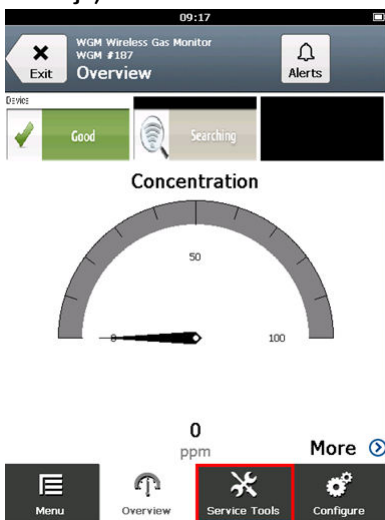 09:17
WGM Wireless Gas Monitor
WGM #187
Exit
Overview
Alerts
Device
Good
Searching
Concentration
50
0
100
0
ppm
More
Menu
Overview
Service Tools
Configure